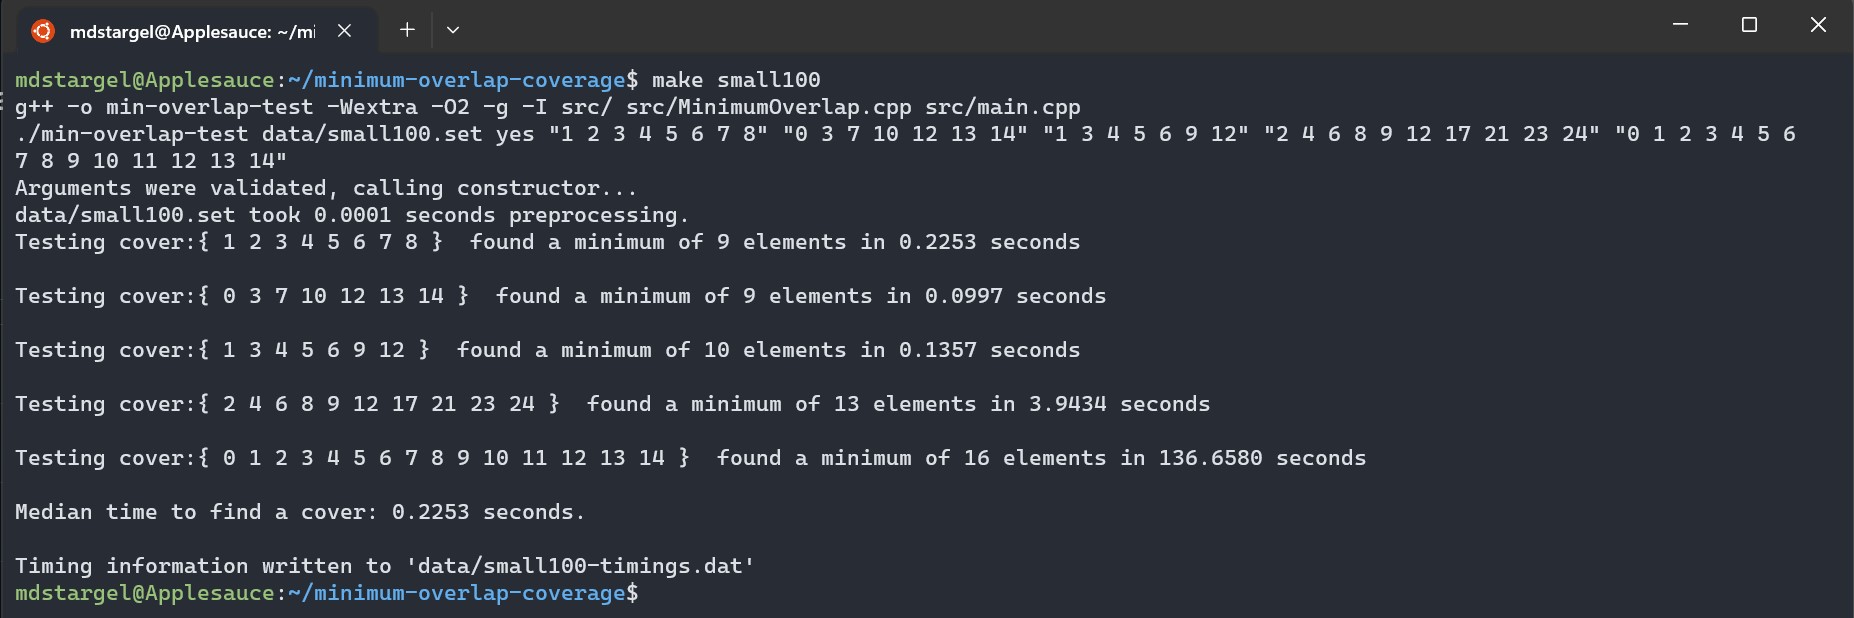 mdstargel@Applesauce: ~/mi
mdstargel@Applesauce:~/minimum-overlap-coverage$ make small100
g++ -o min-overlap-test -Wextra -O2 -g -I src/ src/MinimumOverlap.cpp src/main.cpp
./min-overlap-test data/small100.set yes "1 2 3 4 5 6 7 8" "0 3 7 10 12 13 14" "1 3 4 5 6 9 12" "2 4 6 8 9 12 17 21 23 24" "0 1 2 3 4 5 6
7 8 9 10 11 12 13 14"
Arguments were validated, calling constructor...
data/small100.set took 0.0001 seconds preprocessing.
Testing cover:{ 1 2 3 4 5 6 7 8 }  found a minimum of 9 elements in 0.2253 seconds
Testing cover:{ 0 3 7 10 12 13 14 }  found a minimum of 9 elements in 0.0997 seconds
Testing cover:{ 1 3 4 5 6 9 12 }  found a minimum of 10 elements in 0.1357 seconds
Testing cover:{ 2 4 6 8 9 12 17 21 23 24 }  found a minimum of 13 elements in 3.9434 seconds
Testing cover:{ 0 1 2 3 4 5 6 7 8 9 10 11 12 13 14 }  found a minimum of 16 elements in 136.6580 seconds
Median time to find a cover: 0.2253 seconds.
Timing information written to 'data/small100-timings.dat'
mdstargel@Applesauce:~/minimum-overlap-coverage$